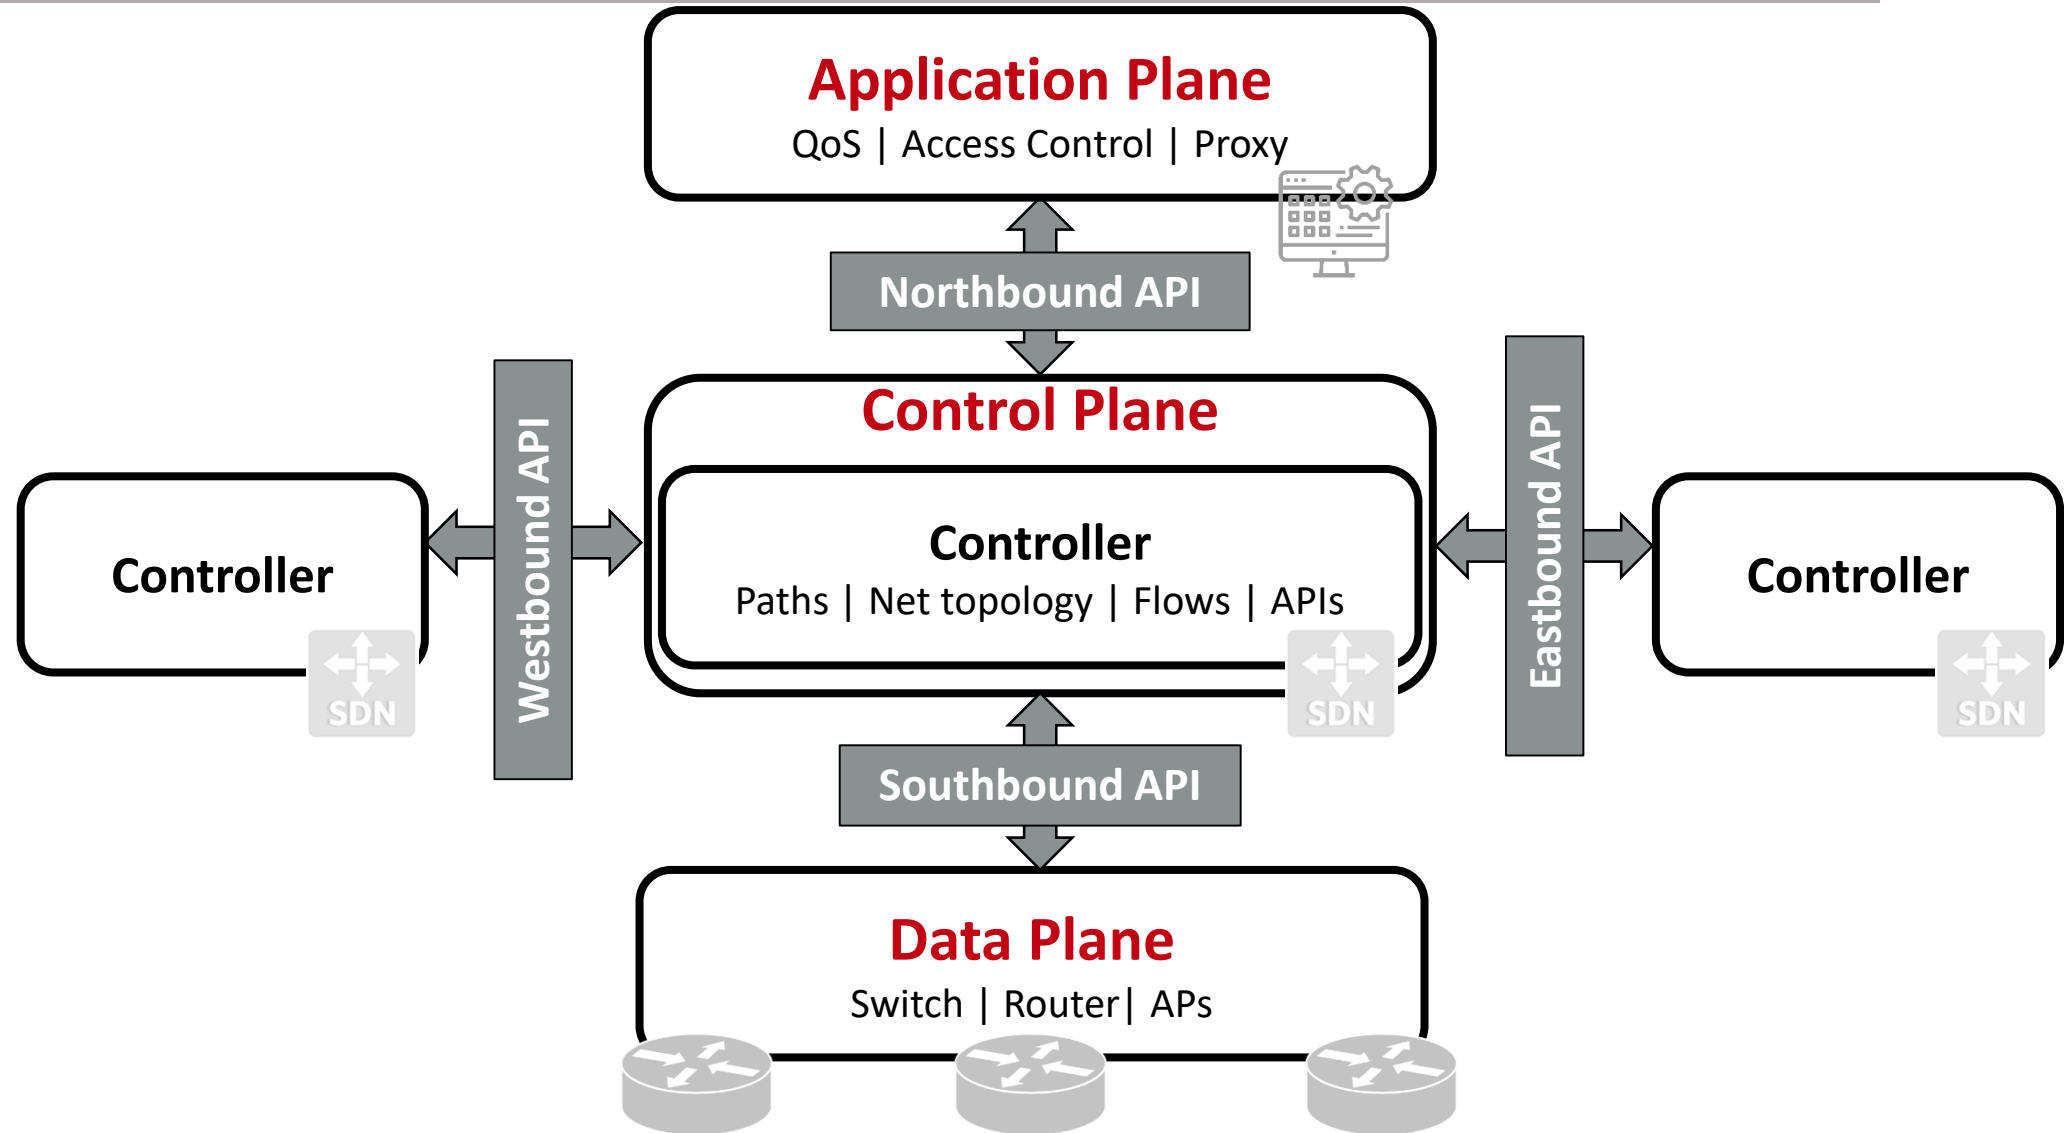 Application Plane
QoS | Access Control | Proxy
Northbound API
Control Plane
Westbound API
Eastbound API
Controller
Controller
Paths | Net topology | Flows | APIs
Controller
SDN
SDN
SDN
Southbound API
Data Plane
Switch | Router| APs